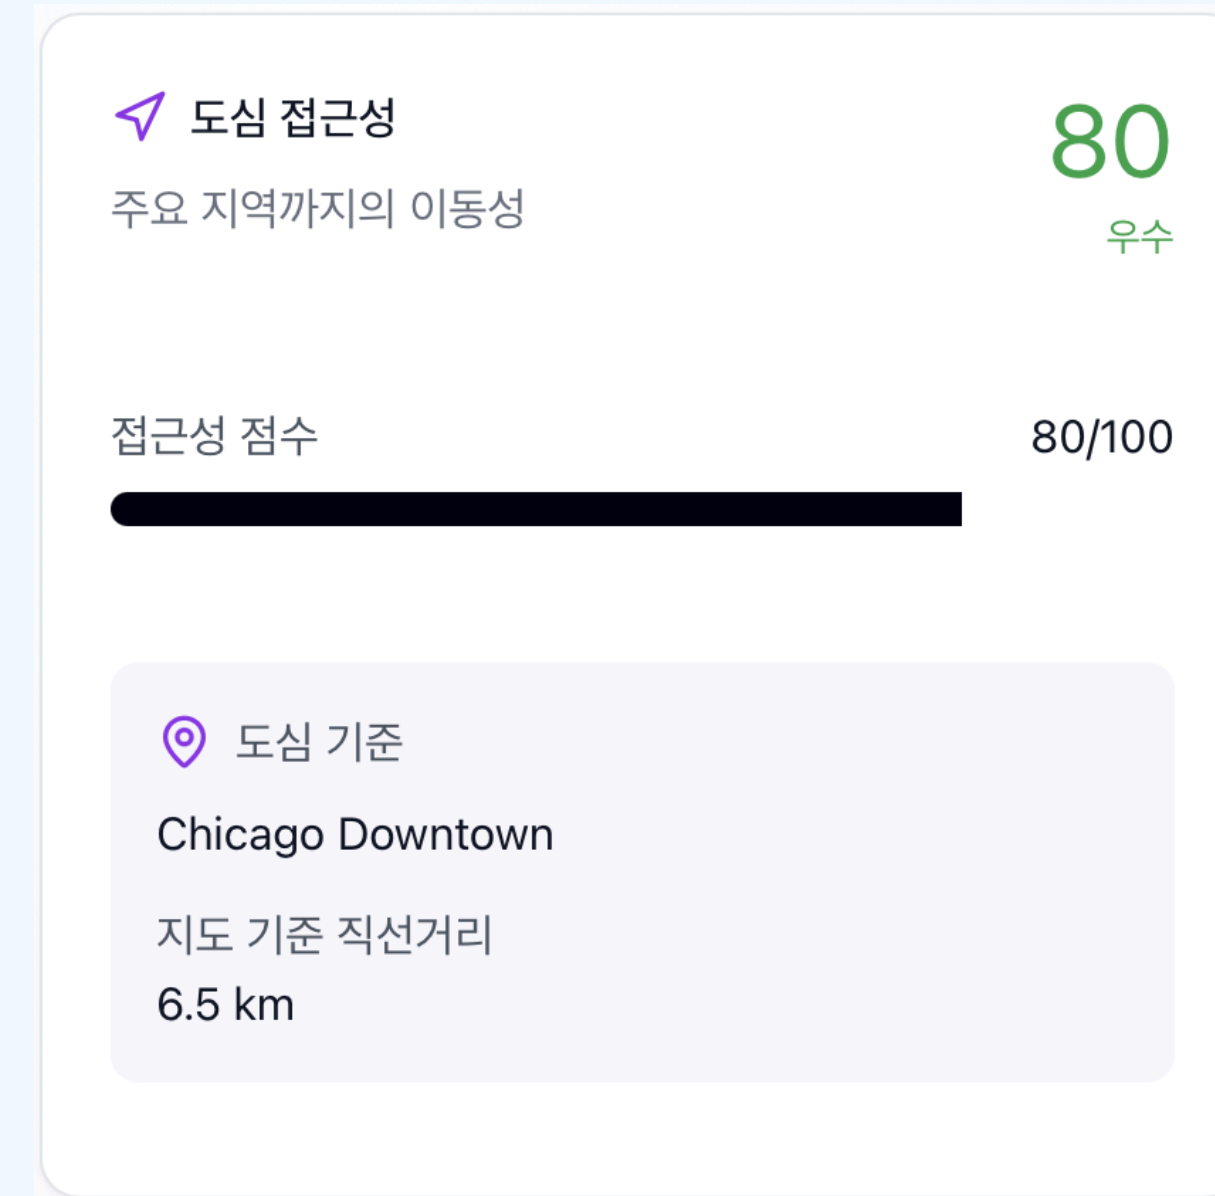 도심 접근성
80
주요 지역까지의 이동성
우수
접근성 점수
80/100
도심 기준
Chicago Downtown
지도 기준 직선거리
6.5 km